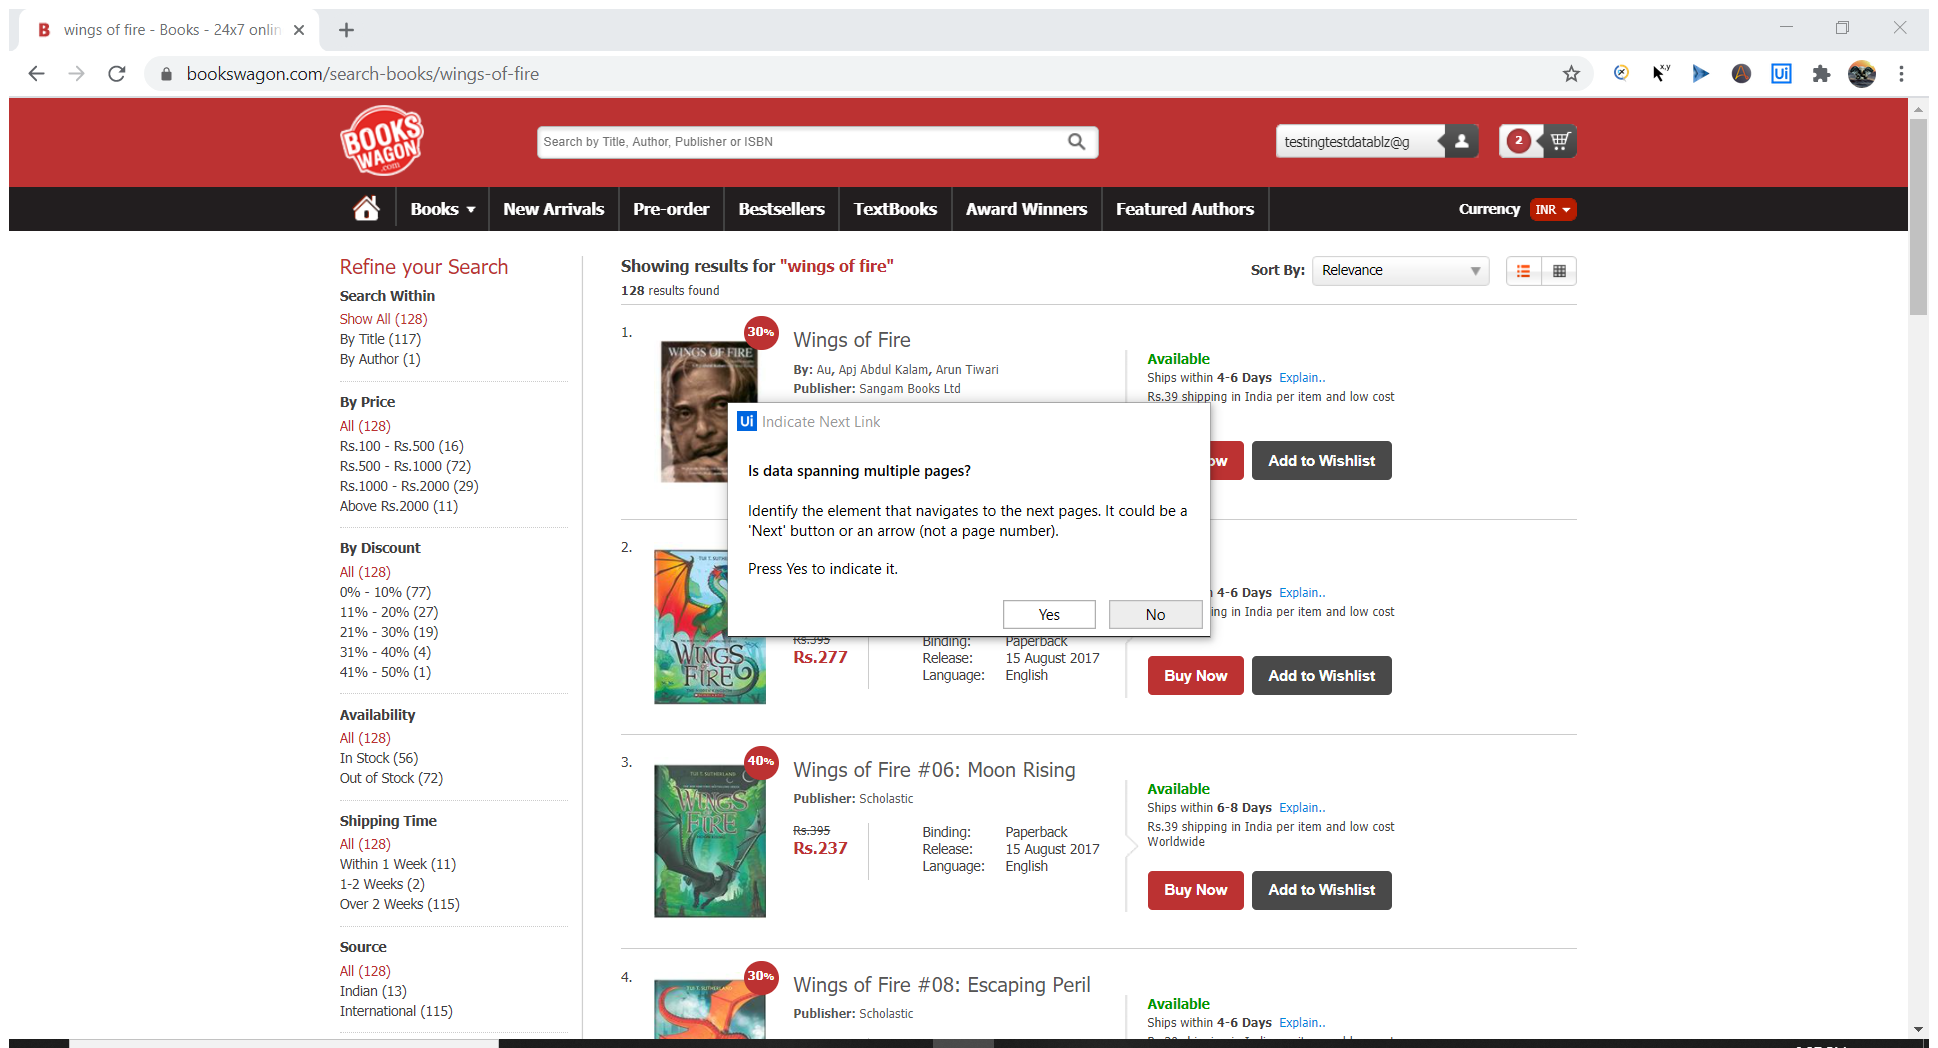 wings of fire - Books - 24x7 onlin
bookswagon.com/search-books/wings-of-fire
BOOKS
WAGON
.com
Search by Title, Author, Publisher or ISBN
testingtestdatablz@g
2
Books
New Arrivals
Pre-order
Bestsellers
TextBooks
Award Winners
Featured Authors
Currency
INR
Refine your Search
Search Within
Show All (128)
By Title (117)
By Author (1)
By Price
All (128)
Rs.100 - Rs.500 (16)
Rs.500 - Rs.1000 (72)
Rs.1000 - Rs.2000 (29)
Above Rs.2000 (11)
By Discount
All (128)
0% - 10% (77)
11% - 20% (27)
21% - 30% (19)
31% - 40% (4)
41% - 50% (1)
Availability
All (128)
In Stock (56)
Out of Stock (72)
Shipping Time
All (128)
Within 1 Week (11)
1-2 Weeks (2)
Over 2 Weeks (115)
Source
All (128)
Indian (13)
International (115)
Showing results for "wings of fire"
128 results found
Sort By:
Relevance
1.
30%
WINGS OF FIRE
Wings of Fire
By: Au, Apj Abdul Kalam, Arun Tiwari
Publisher: Sangam Books Ltd
Available
Ships within 4-6 Days Explain..
Rs.39 shipping in India per item and low cost
ow
Add to Wishlist
Ui Indicate Next Link
Is data spanning multiple pages?
Identify the element that navigates to the next pages. It could be a
'Next' button or an arrow (not a page number).
Press Yes to indicate it.
Yes
No
2.
TUI T. SUTHERLAND
WINGS
OF
FIRE
Rs.395
Rs.277
Binding: Paperback
Release: 15 August 2017
Language: English
4-6 Days Explain..
ing in India per item and low cost
Buy Now
Add to Wishlist
3.
40%
TUI T. SUTHERLAND
WINGS
OF
FIRE
Wings of Fire #06: Moon Rising
Publisher: Scholastic
Rs.395
Rs.237
Binding: Paperback
Release: 15 August 2017
Language: English
Available
Ships within 6-8 Days Explain..
Rs.39 shipping in India per item and low cost
Worldwide
Buy Now
Add to Wishlist
4.
30%
TUI T. SUTHERLAND
Wings of Fire #08: Escaping Peril
Publisher: Scholastic
Available
Ships within 4-6 Days Explain..